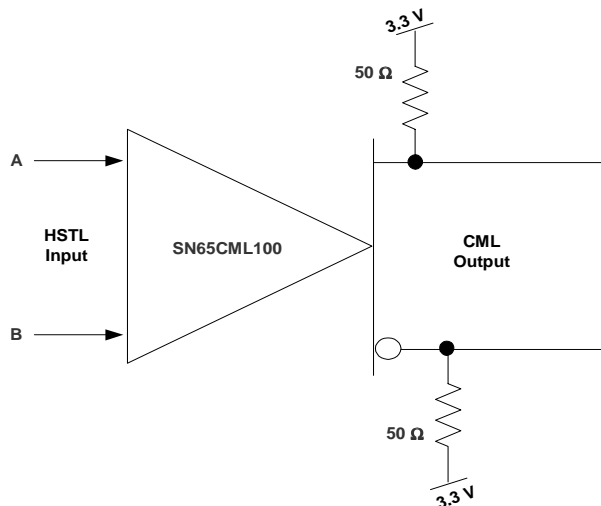 3.3 V
50 Ω
A
HSTL
Input
SN65CML100
CML
Output
B
50 Ω
3.3 V